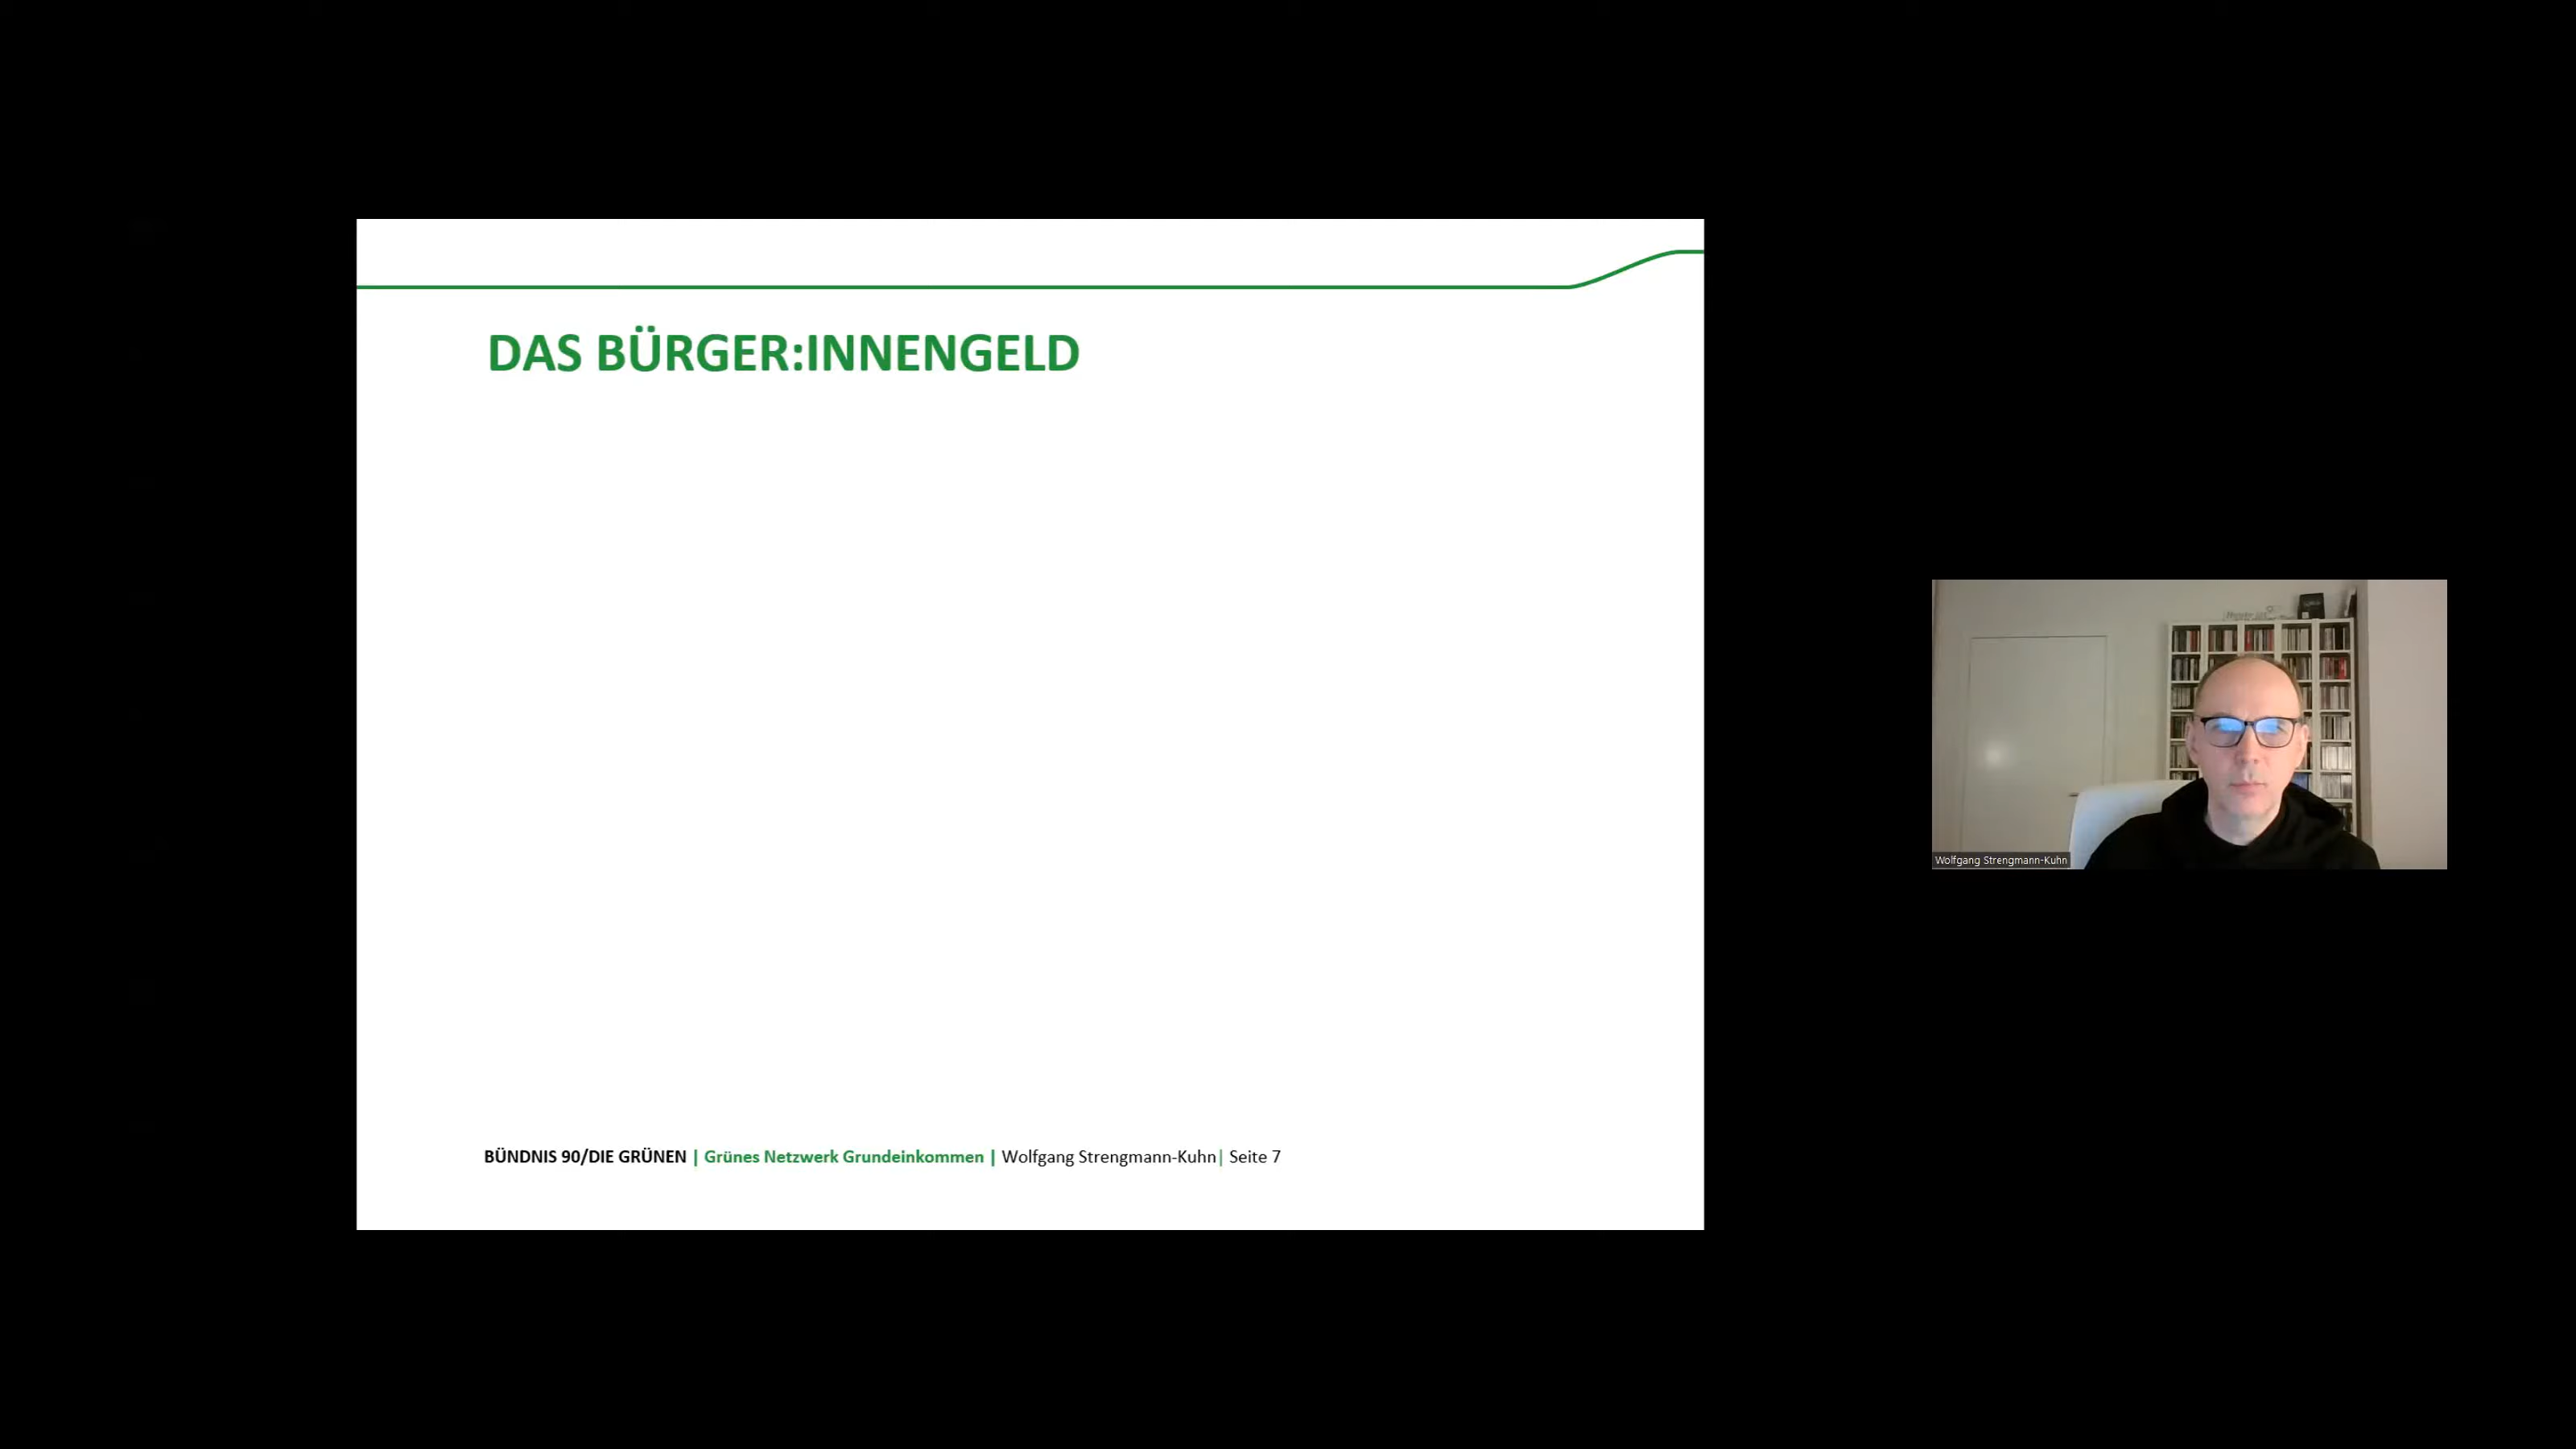 DAS BÜRGER:INNENGELD
BÜNDNIS 90/DIE GRÜNEN | Grünes Netzwerk Grundeinkommen | Wolfgang Strengmann-Kuhn| Seite 7
Wolfgang Strengmann-Kuhn